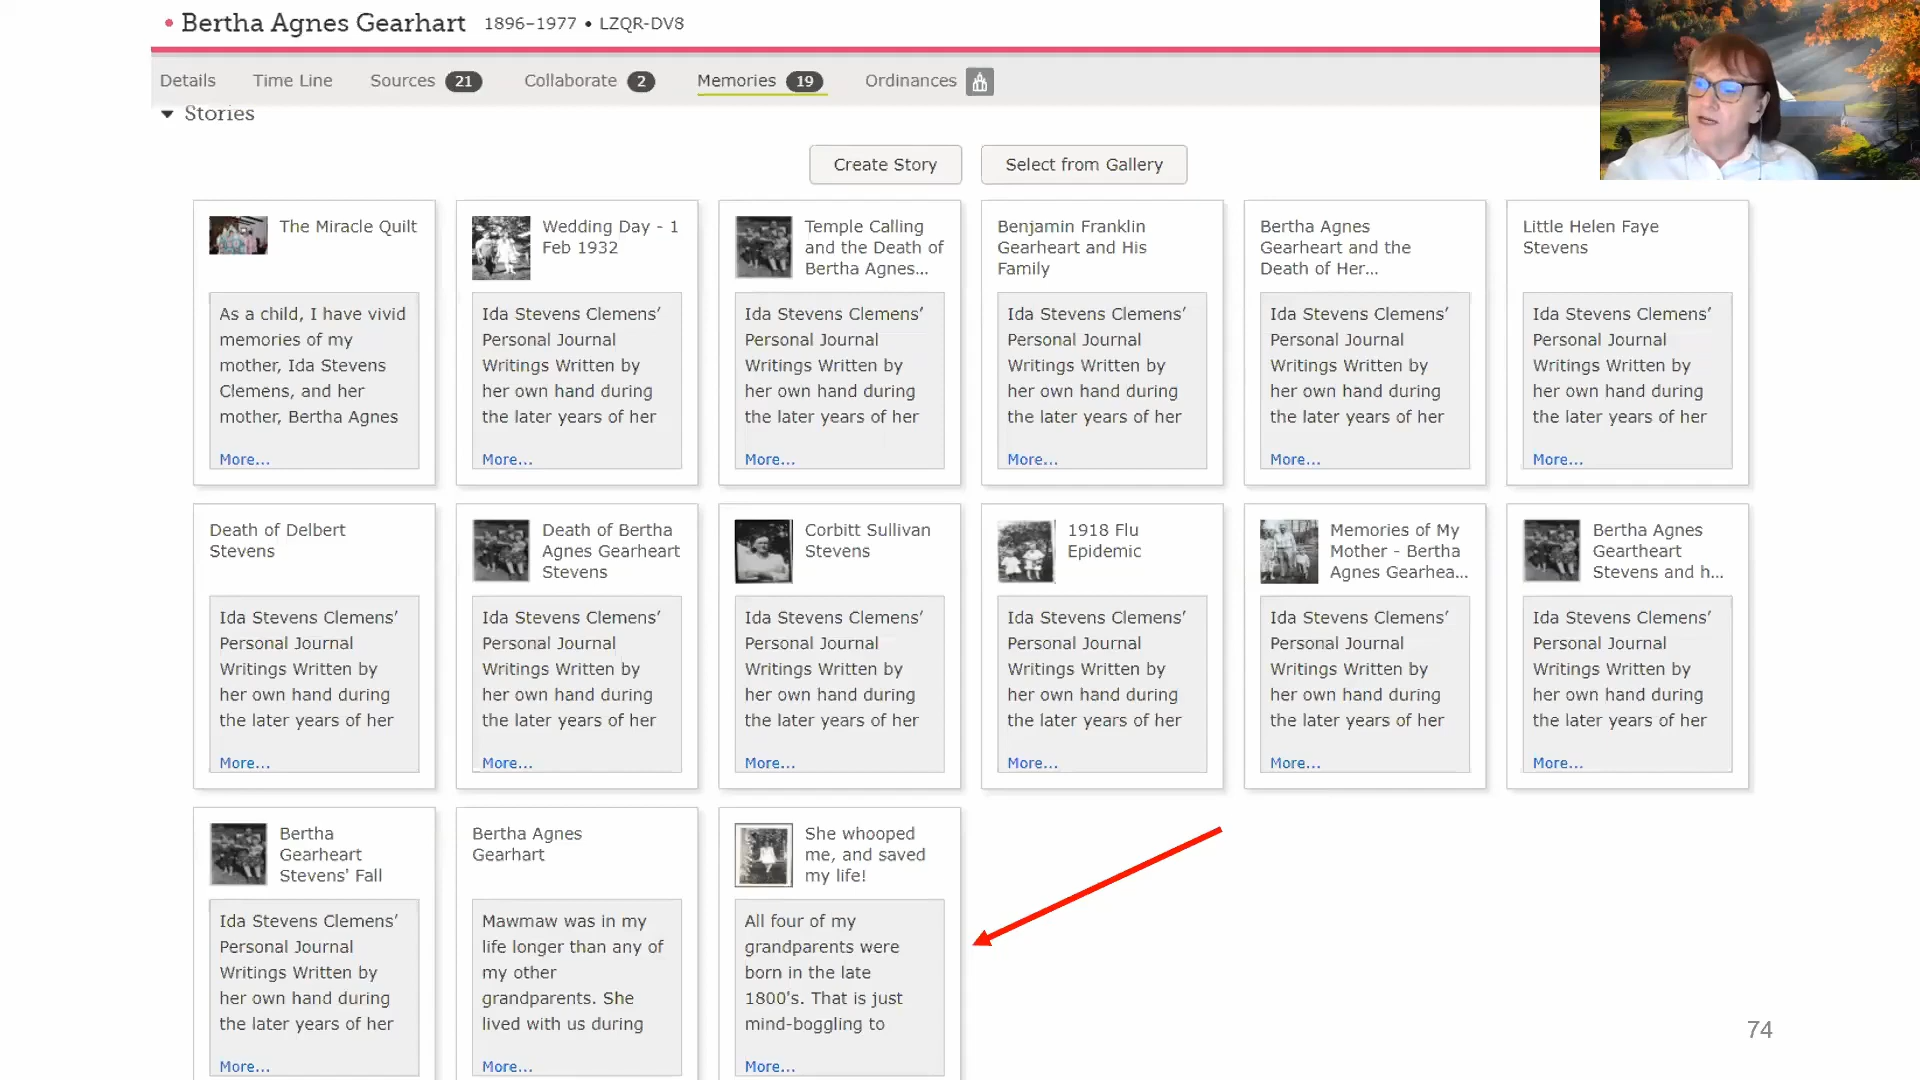 Bertha Agnes Gearhart 1896–1977 • LZQR-DV8
Details Time Line Sources 21 Collaborate 2 Memories 19 Ordinances
Stories
Create Story Select from Gallery
The Miracle Quilt
As a child, I have vivid
memories of my
mother, Ida Stevens
Clemens, and her
mother, Bertha Agnes
More...
Wedding Day - 1
Feb 1932
Ida Stevens Clemens’
Personal Journal
Writings Written by
her own hand during
the later years of her
More...
Temple Calling
and the Death of
Bertha Agnes...
Ida Stevens Clemens’
Personal Journal
Writings Written by
her own hand during
the later years of her
More...
Benjamin Franklin
Gearheart and His
Family
Ida Stevens Clemens’
Personal Journal
Writings Written by
her own hand during
the later years of her
More...
Bertha Agnes
Gearheart and the
Death of Her...
Ida Stevens Clemens’
Personal Journal
Writings Written by
her own hand during
the later years of her
More...
Little Helen Faye
Stevens
Ida Stevens Clemens’
Personal Journal
Writings Written by
her own hand during
the later years of her
More...
Death of Delbert
Stevens
Ida Stevens Clemens’
Personal Journal
Writings Written by
her own hand during
the later years of her
More...
Death of Bertha
Agnes Gearheart
Stevens
Ida Stevens Clemens’
Personal Journal
Writings Written by
her own hand during
the later years of her
More...
Corbitt Sullivan
Stevens
Ida Stevens Clemens’
Personal Journal
Writings Written by
her own hand during
the later years of her
More...
1918 Flu
Epidemic
Ida Stevens Clemens’
Personal Journal
Writings Written by
her own hand during
the later years of her
More...
Memories of My
Mother - Bertha
Agnes Gearhea...
Ida Stevens Clemens’
Personal Journal
Writings Written by
her own hand during
the later years of her
More...
Bertha Agnes
Geartheart
Stevens and h...
Ida Stevens Clemens’
Personal Journal
Writings Written by
her own hand during
the later years of her
More...
Bertha
Gearheart
Stevens' Fall
Ida Stevens Clemens’
Personal Journal
Writings Written by
her own hand during
the later years of her
More...
Bertha Agnes
Gearhart
Mawmaw was in my
life longer than any of
my other
grandparents. She
lived with us during
More...
She whooped
me, and saved
my life!
All four of my
grandparents were
born in the late
1800's. That is just
mind-boggling to
More...
74